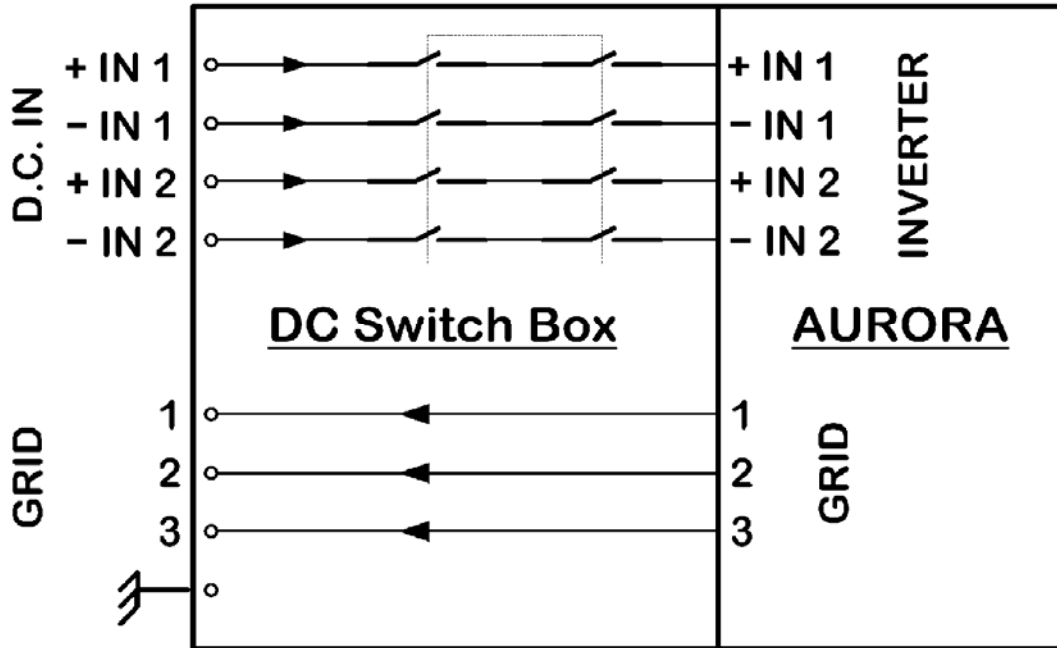 D.C. IN
+ IN 1
− IN 1
+ IN 2
− IN 2
+ IN 1
− IN 1
+ IN 2
− IN 2
INVERTER
DC Switch Box
AURORA
GRID
1
2
3
1
2
3
GRID